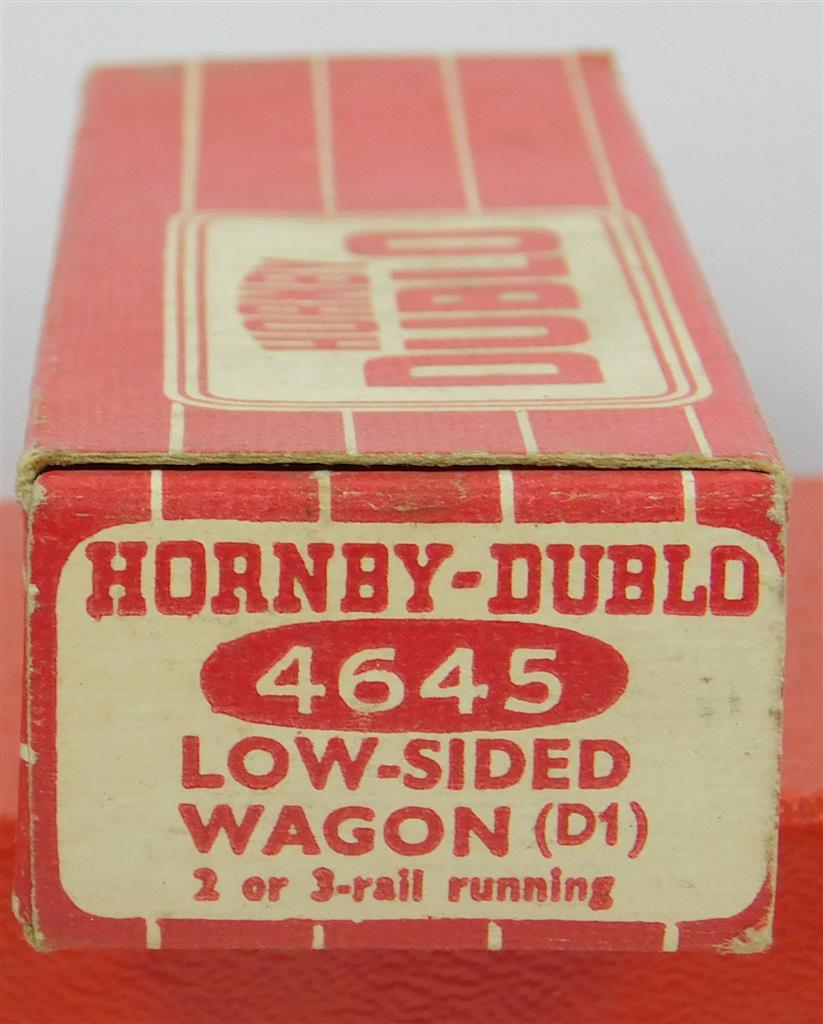 HORNBY
DUBLO
HORNBY-DUBLO
4645
LOW-SIDED
WAGON (D1)
2 or 3-rail running